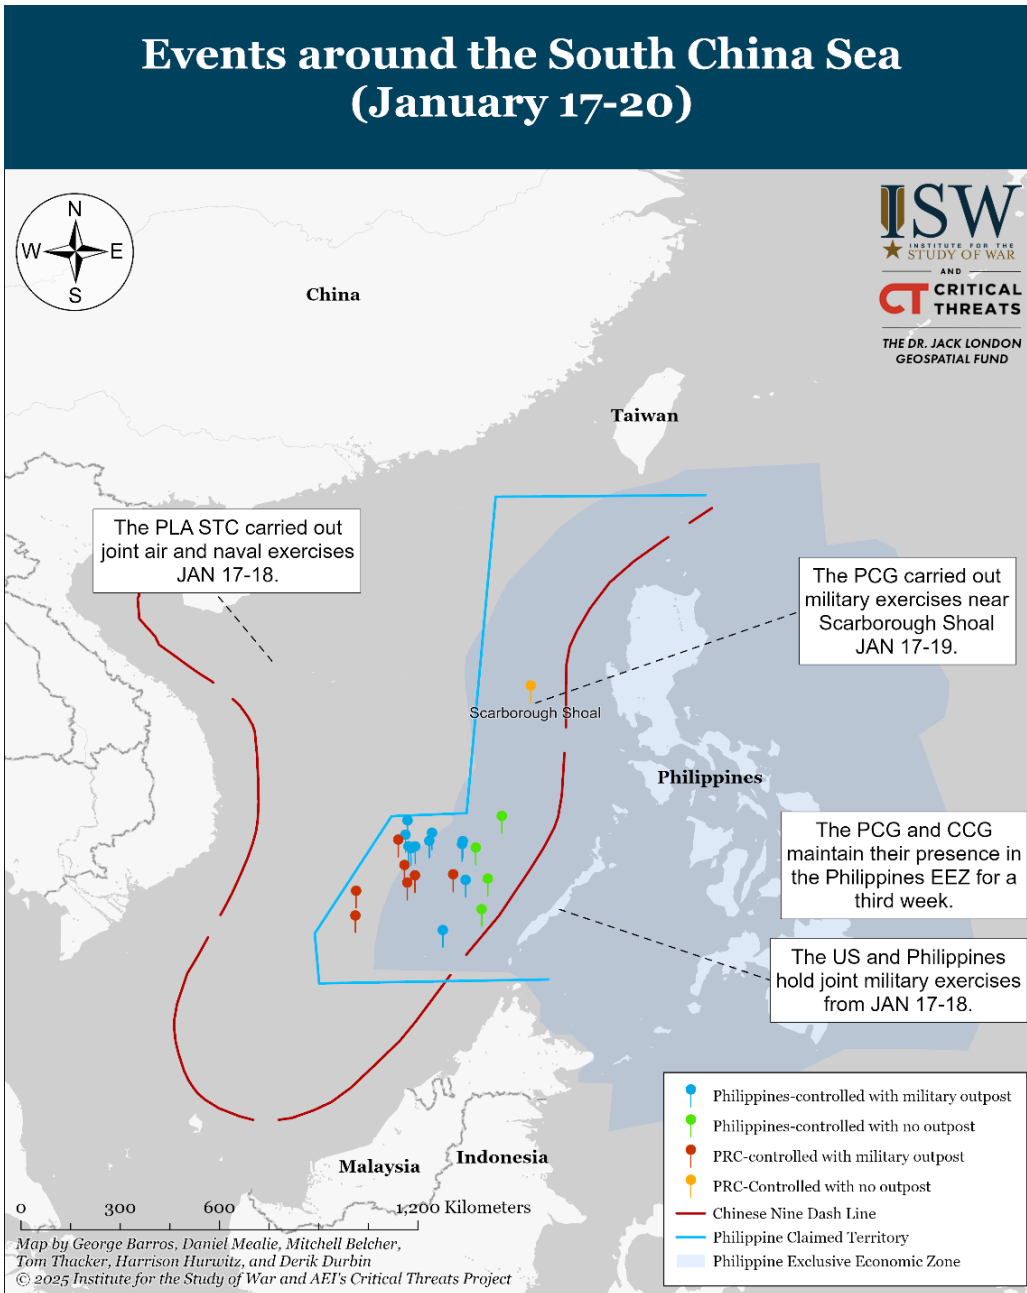 Events around the South China Sea
(January 17-20)
N
W
E
S
ISW
INSTITUTE FOR THE
STUDY OF WAR
AND
CT CRITICAL
THREATS
THE DR. JACK LONDON
GEOSPATIAL FUND
China
Taiwan
The PLA STC carried out
joint air and naval exercises
JAN 17-18.
The PCG carried out
military exercises near
Scarborough Shoal
JAN 17-19.
Scarborough Shoal
Philippines
The PCG and CCG
maintain their presence in
the Philippines EEZ for a
third week.
The US and Philippines
hold joint military exercises
from JAN 17-18.
Malaysia
Indonesia
Philippines-controlled with military outpost
Philippines-controlled with no outpost
PRC-controlled with military outpost
PRC-Controlled with no outpost
Chinese Nine Dash Line
Philippine Claimed Territory
Philippine Exclusive Economic Zone
0 300 600 1,200 Kilometers
Map by George Barros, Daniel Mealie, Mitchell Belcher,
Tom Thacker, Harrison Hurwitz, and Derik Durbin
© 2025 Institute for the Study of War and AEI's Critical Threats Project